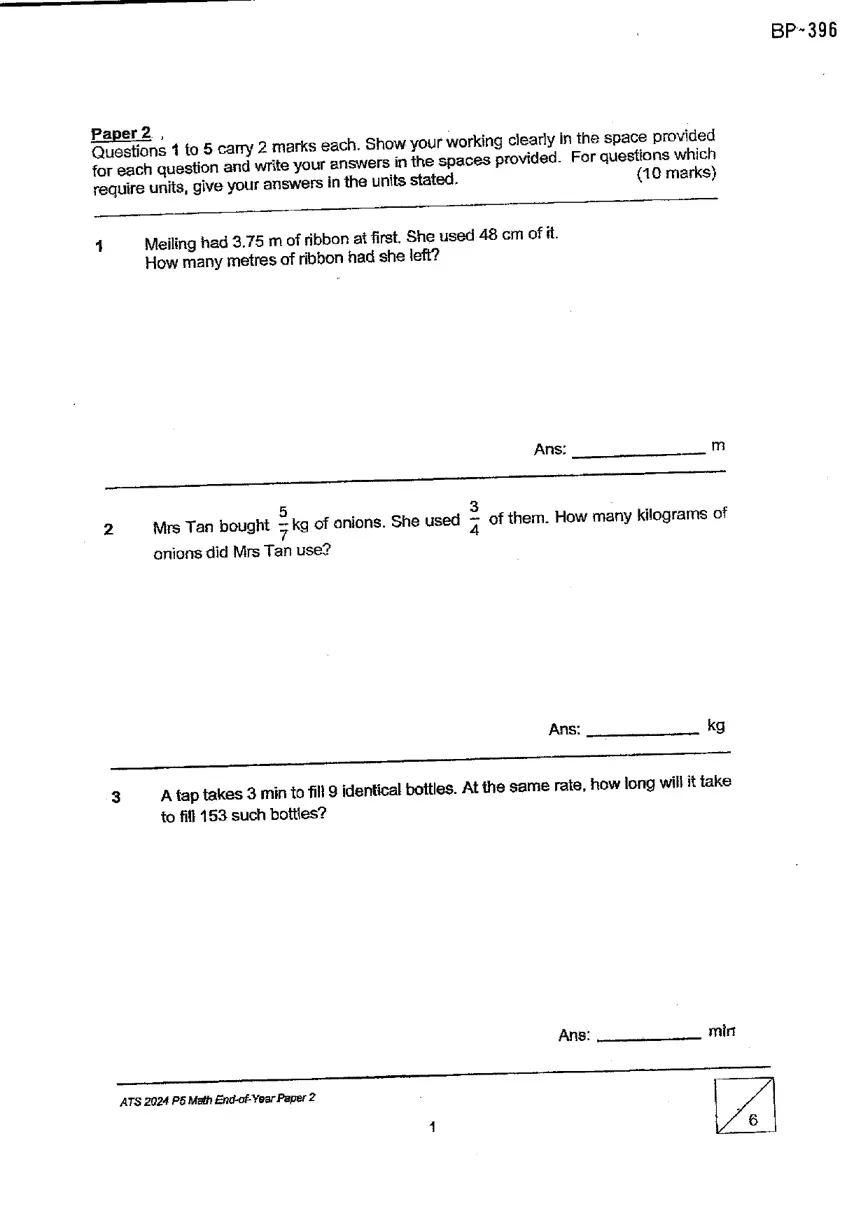 BP-396
Paper 2
Questions 1 to 5 carry 2 marks each. Show your working clearly in the space provided
for each question and write your answers in the spaces provided. For questions which
require units, give your answers in the units stated. (10 marks)
1 Meiling had 3.75 m of ribbon at first. She used 48 cm of it.
How many metres of ribbon had she left?
Ans: ____________ m
2 Mrs Tan bought 5/7 kg of onions. She used 3/4 of them. How many kilograms of
onions did Mrs Tan use?
Ans: ____________ kg
3 A tap takes 3 min to fill 9 identical bottles. At the same rate, how long will it take
to fill 153 such bottles?
Ans: ____________ min
ATS 2024 P5 Math End-of-Year Paper 2
6
1